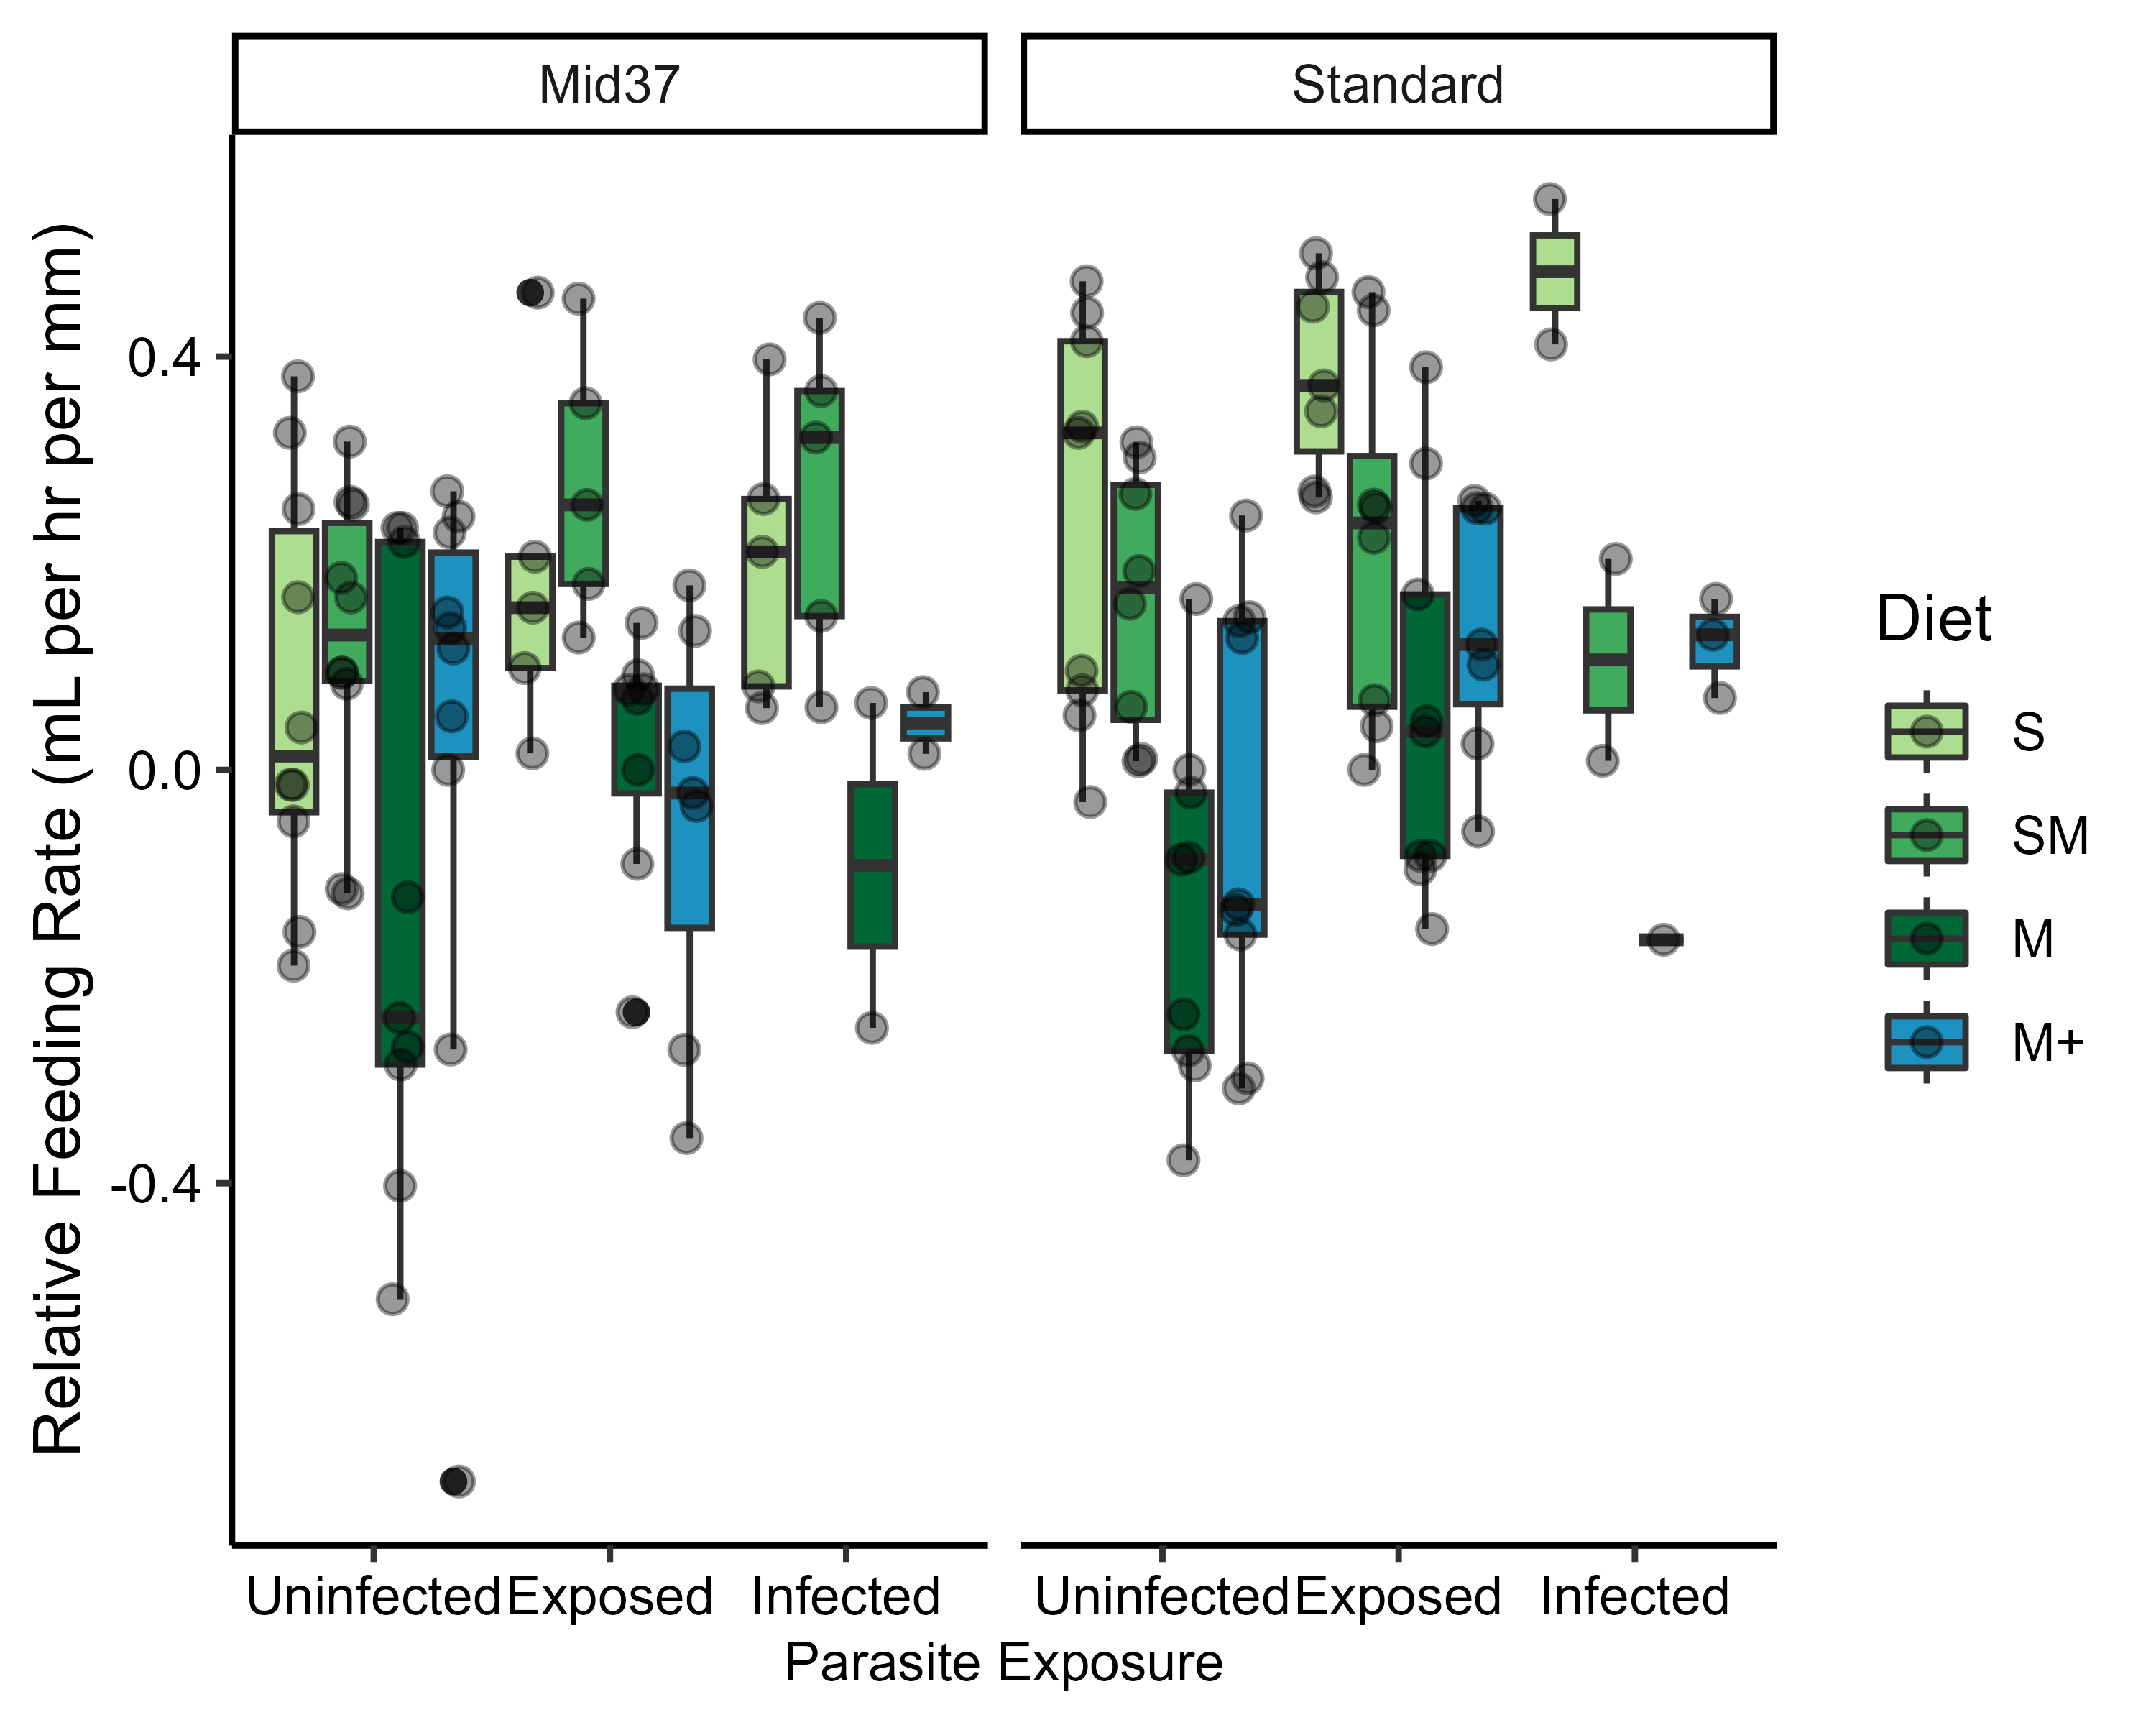 Mid37
Standard
Relative Feeding Rate (mL per hr per mm)
0.4
0.0
-0.4
Uninfected
Exposed
Infected
Uninfected
Exposed
Infected
Parasite Exposure
Diet
S
SM
M
M+